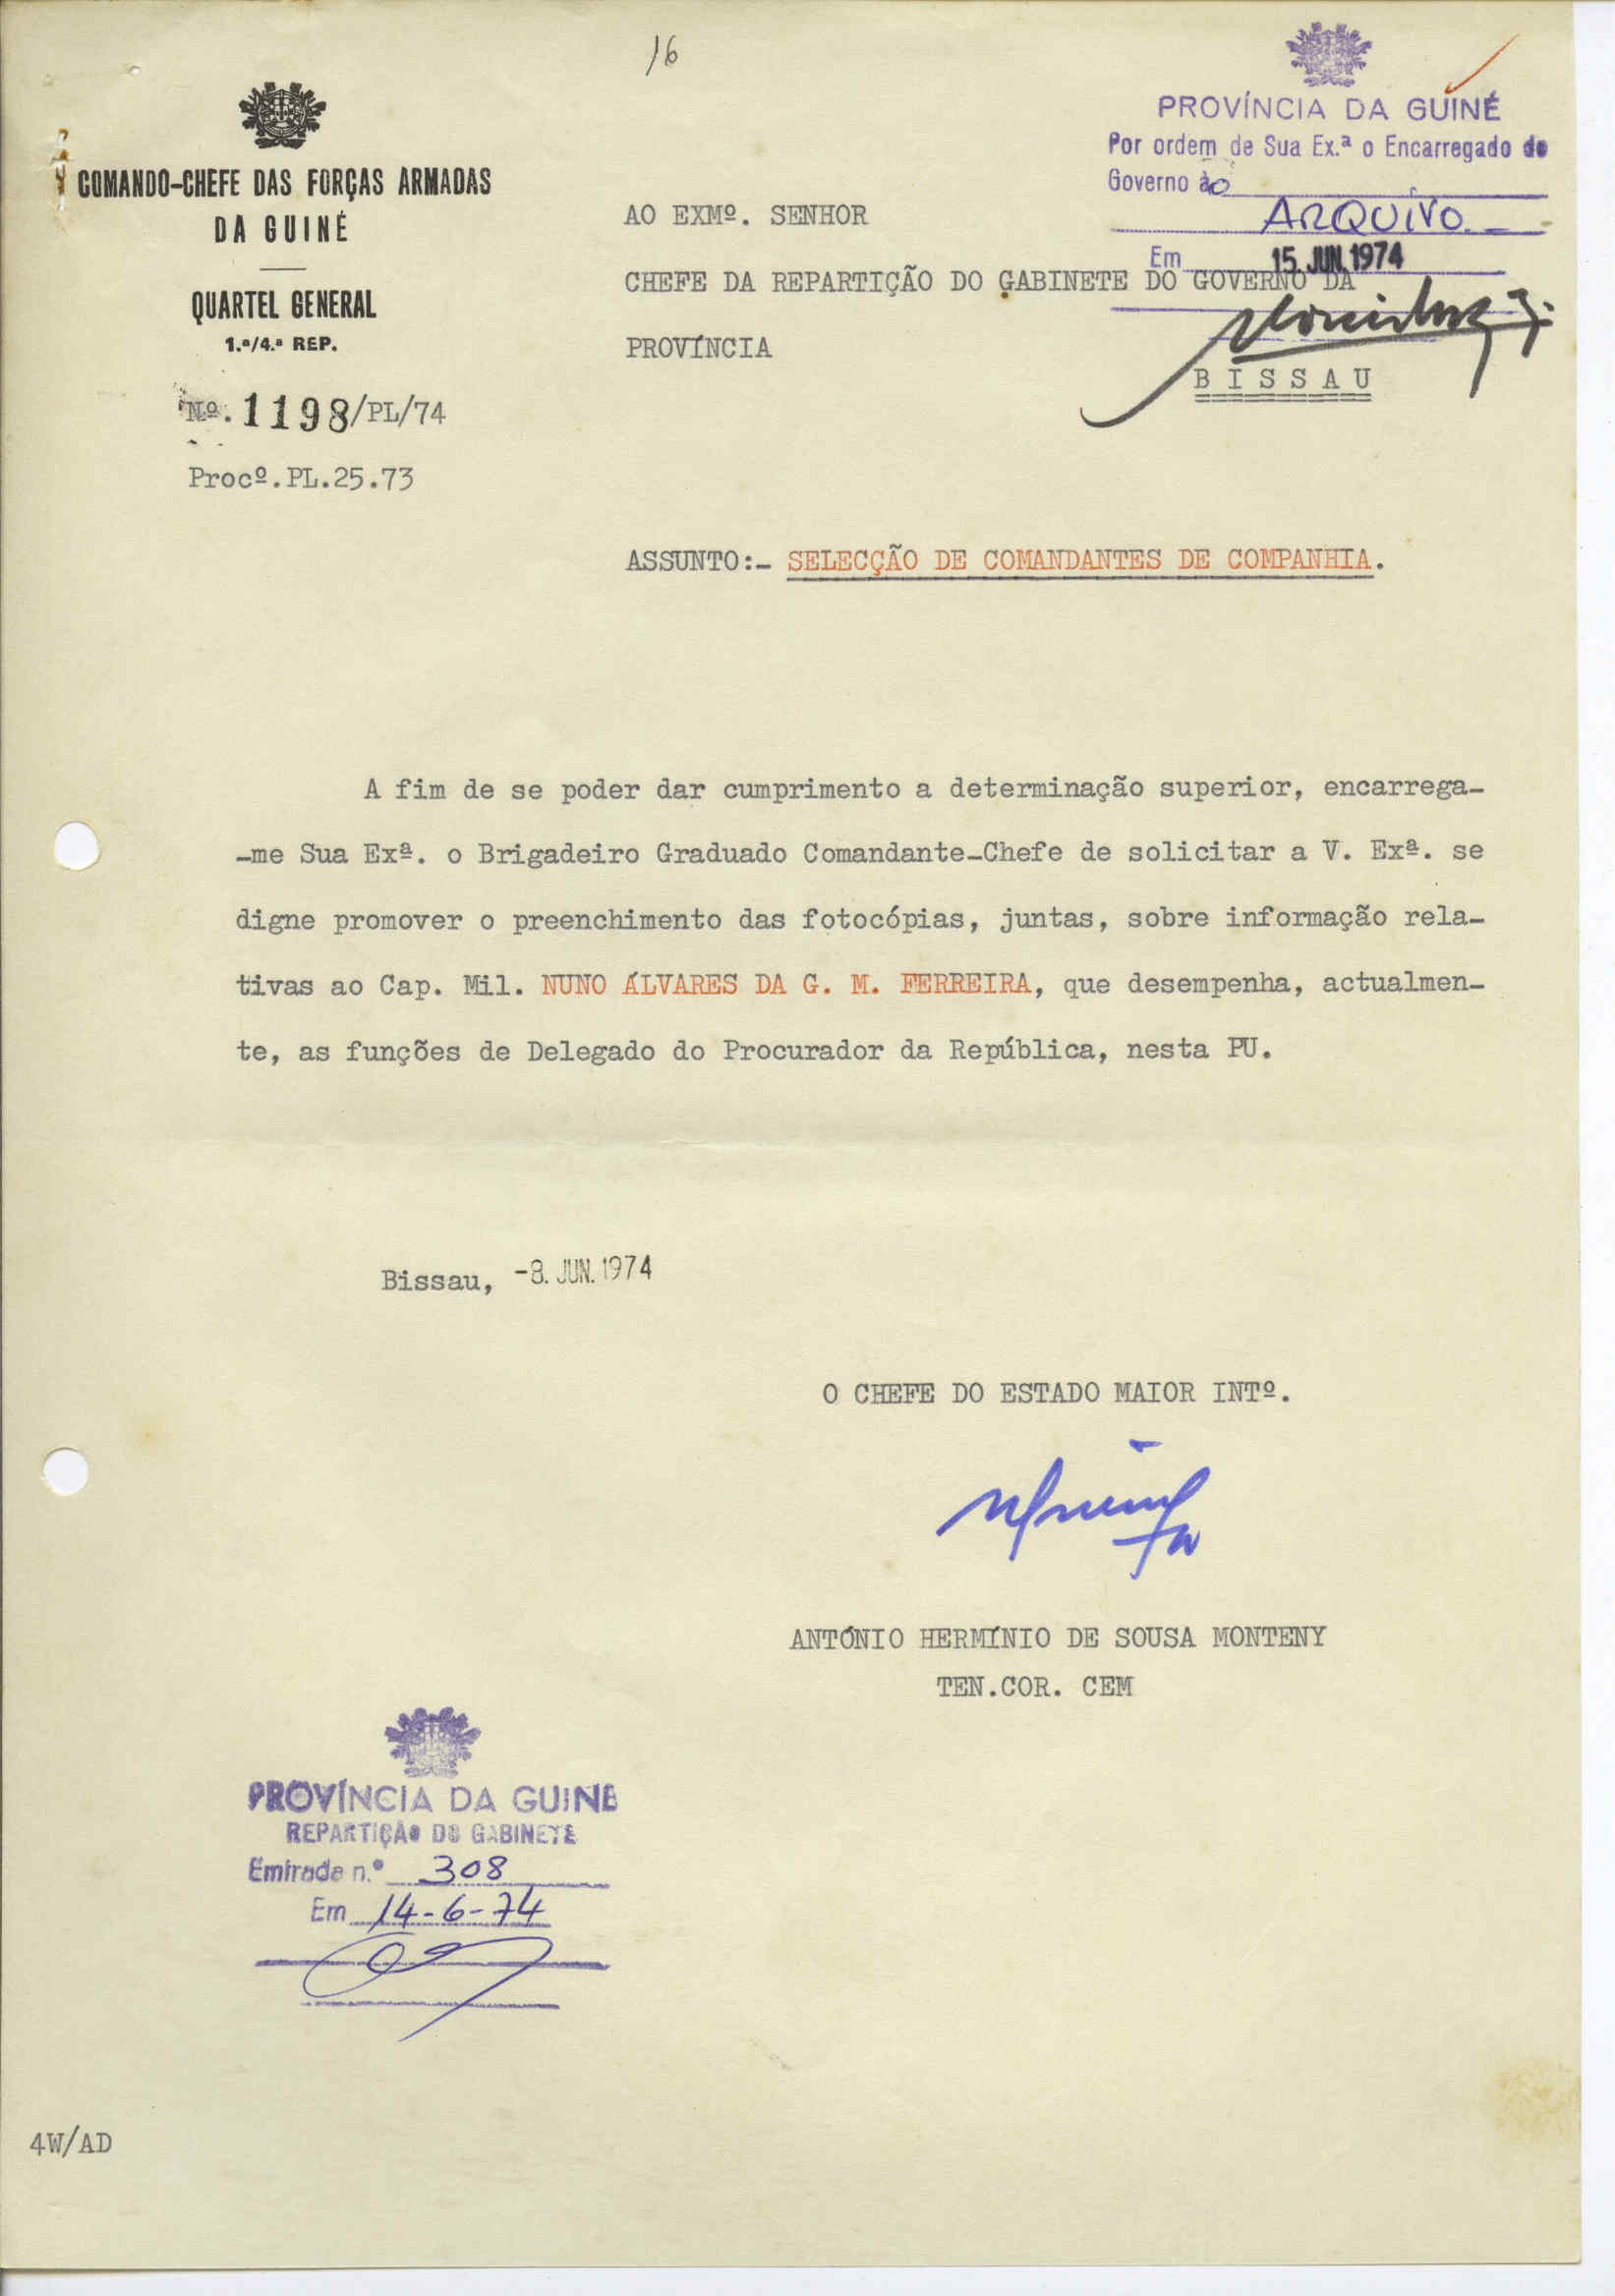 16
COMANDO-CHEFE DAS FORÇAS ARMADAS
DA GUINÉ
QUARTEL GENERAL
1.ª/4.ª REP.
Nº.1198/PL/74
Procº.PL.25.73
PROVÍNCIA DA GUINÉ
Por ordem de Sua Ex.ª o Encarregado do
Governo ao
ARQUIVO.
Em 15. JUN. 1974
AO EXMº. SENHOR
CHEFE DA REPARTIÇÃO DO GABINETE DO GOVERNO DA
PROVÍNCIA
BISSAU
ASSUNTO:- SELECÇÃO DE COMANDANTES DE COMPANHIA.
A fim de se poder dar cumprimento a determinação superior, encarrega-
-me Sua Exª. o Brigadeiro Graduado Comandante-Chefe de solicitar a V. Exª. se
digne promover o preenchimento das fotocópias, juntas, sobre informação rela-
tivas ao Cap. Mil. NUNO ÁLVARES DA G. M. FERREIRA, que desempenha, actualmen-
te, as funções de Delegado do Procurador da República, nesta PU.
Bissau, -8. JUN. 1974
O CHEFE DO ESTADO MAIOR INTº.
ANTÓNIO HERMÍNIO DE SOUSA MONTENY
TEN.COR. CEM
PROVÍNCIA DA GUINÉ
REPARTIÇÃO DO GABINETE
Entrada n.º 308
Em 14-6-74
4W/AD